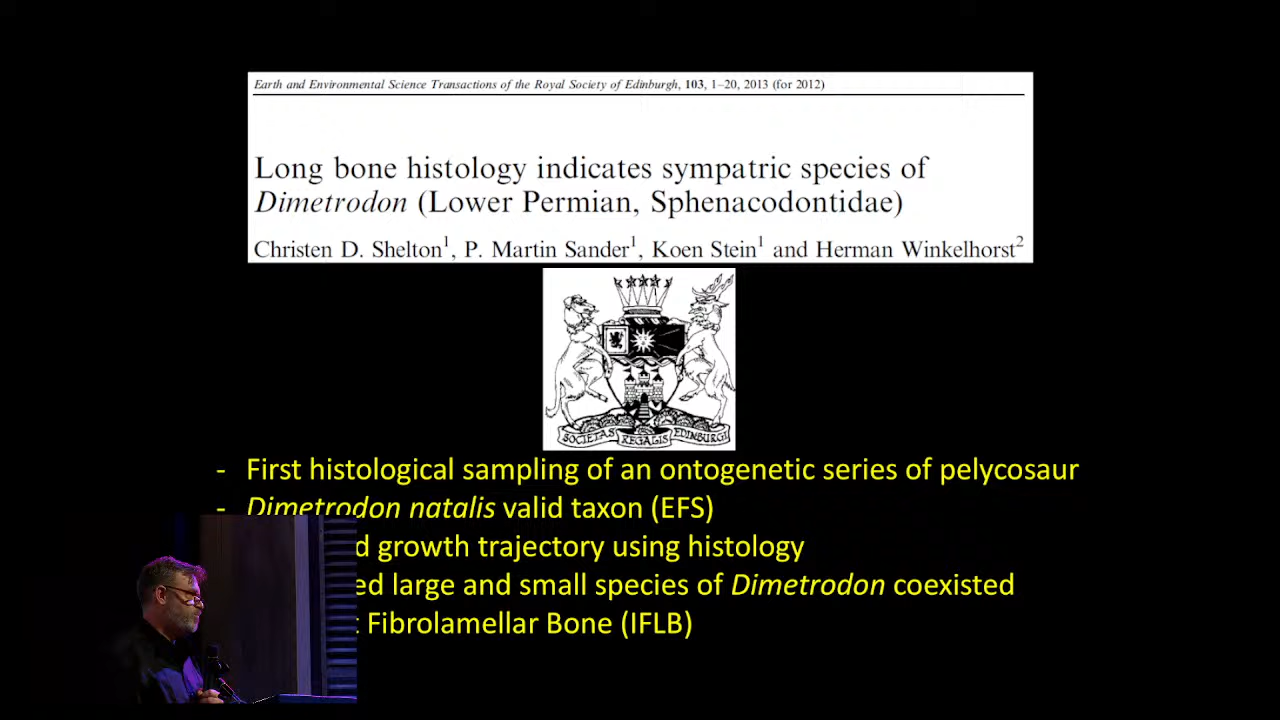 Earth and Environmental Science Transactions of the Royal Society of Edinburgh, 103, 1–20, 2013 (for 2012)
Long bone histology indicates sympatric species of
Dimetrodon (Lower Permian, Sphenacodontidae)
Christen D. Shelton¹, P. Martin Sander¹, Koen Stein¹ and Herman Winkelhorst²
SOCIETAS REGALIS EDINBURGI
- First histological sampling of an ontogenetic series of pelycosaur
- Dimetrodon natalis valid taxon (EFS)
growth trajectory using histology
large and small species of Dimetrodon coexisted
Fibrolamellar Bone (IFLB)